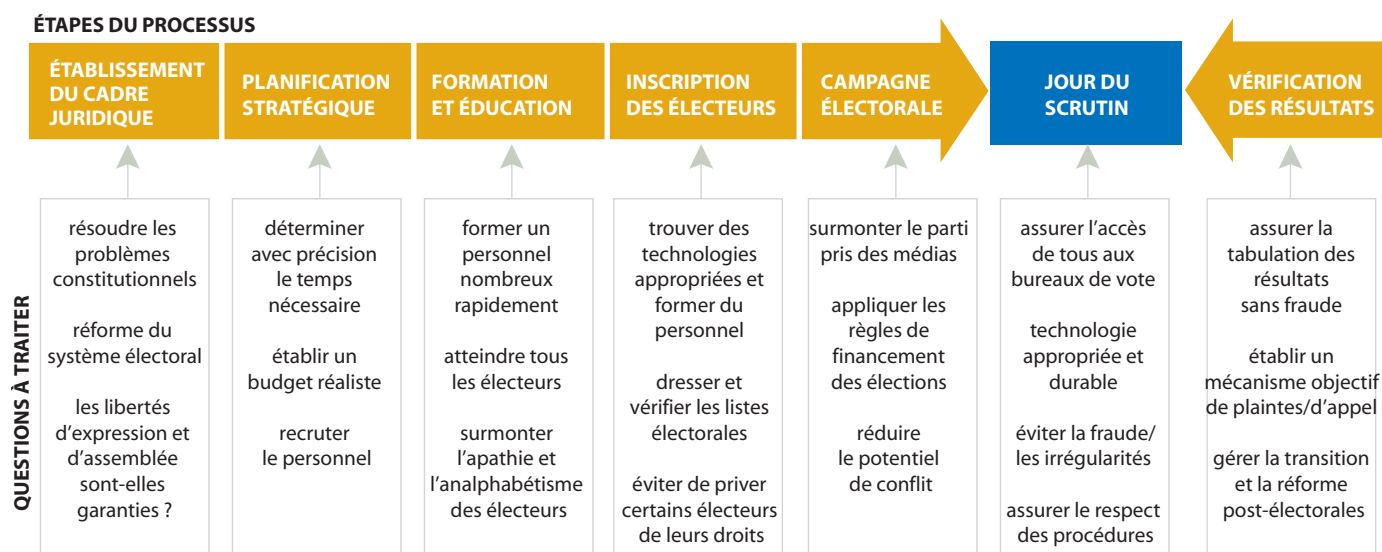 ÉTAPES DU PROCESSUS
ÉTABLISSEMENT
DU CADRE
JURIDIQUE
PLANIFICATION
STRATÉGIQUE
FORMATION
ET ÉDUCATION
INSCRIPTION
DES ÉLECTEURS
CAMPAGNE
ÉLECTORALE
JOUR DU
SCRUTIN
VÉRIFICATION
DES RÉSULTATS
QUESTIONS À TRAITER
résoudre les
problèmes
constitutionnels
réforme du
système électoral
les libertés
d’expression et
d’assemblée
sont-elles
garanties ?
déterminer
avec précision
le temps
nécessaire
établir un
budget réaliste
recruter
le personnel
former un
personnel
nombreux
rapidement
atteindre tous
les électeurs
surmonter
l’apathie et
l’analphabétisme
des électeurs
trouver des
technologies
appropriées et
former du
personnel
dresser et
vérifier les listes
électorales
éviter de priver
certains électeurs
de leurs droits
surmonter le parti
pris des médias
appliquer les
règles de
financement
des élections
réduire
le potentiel
de conflit
assurer l’accès
de tous aux
bureaux de vote
technologie
appropriée et
durable
éviter la fraude/
les irrégularités
assurer le respect
des procédures
assurer la
tabulation des
résultats
sans fraude
établir un
mécanisme objectif
de plaintes/d’appel
gérer la transition
et la réforme
post-électorales